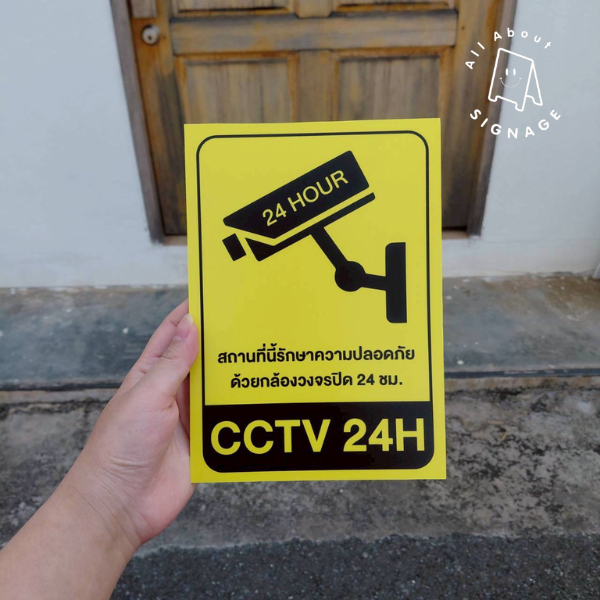 All About
SIGNAGE
24 HOUR
สถานที่นี้รักษาความปลอดภัย
ด้วยกล้องวงจรปิด 24 ชม.
CCTV 24H